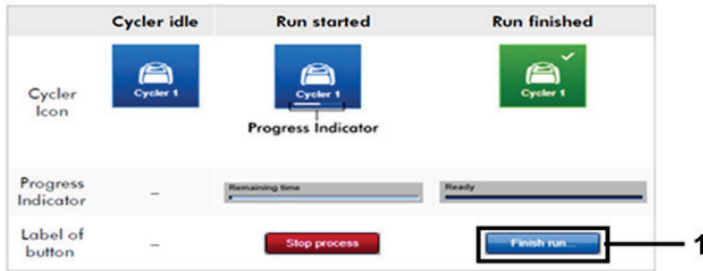 Cycler idle Run started Run finished
Cycler Icon
Cycler 1 Cycler 1 Cycler 1
Progress Indicator
Progress Indicator
– Remaining time Ready
Label of button
– Stop process Finish run... 1